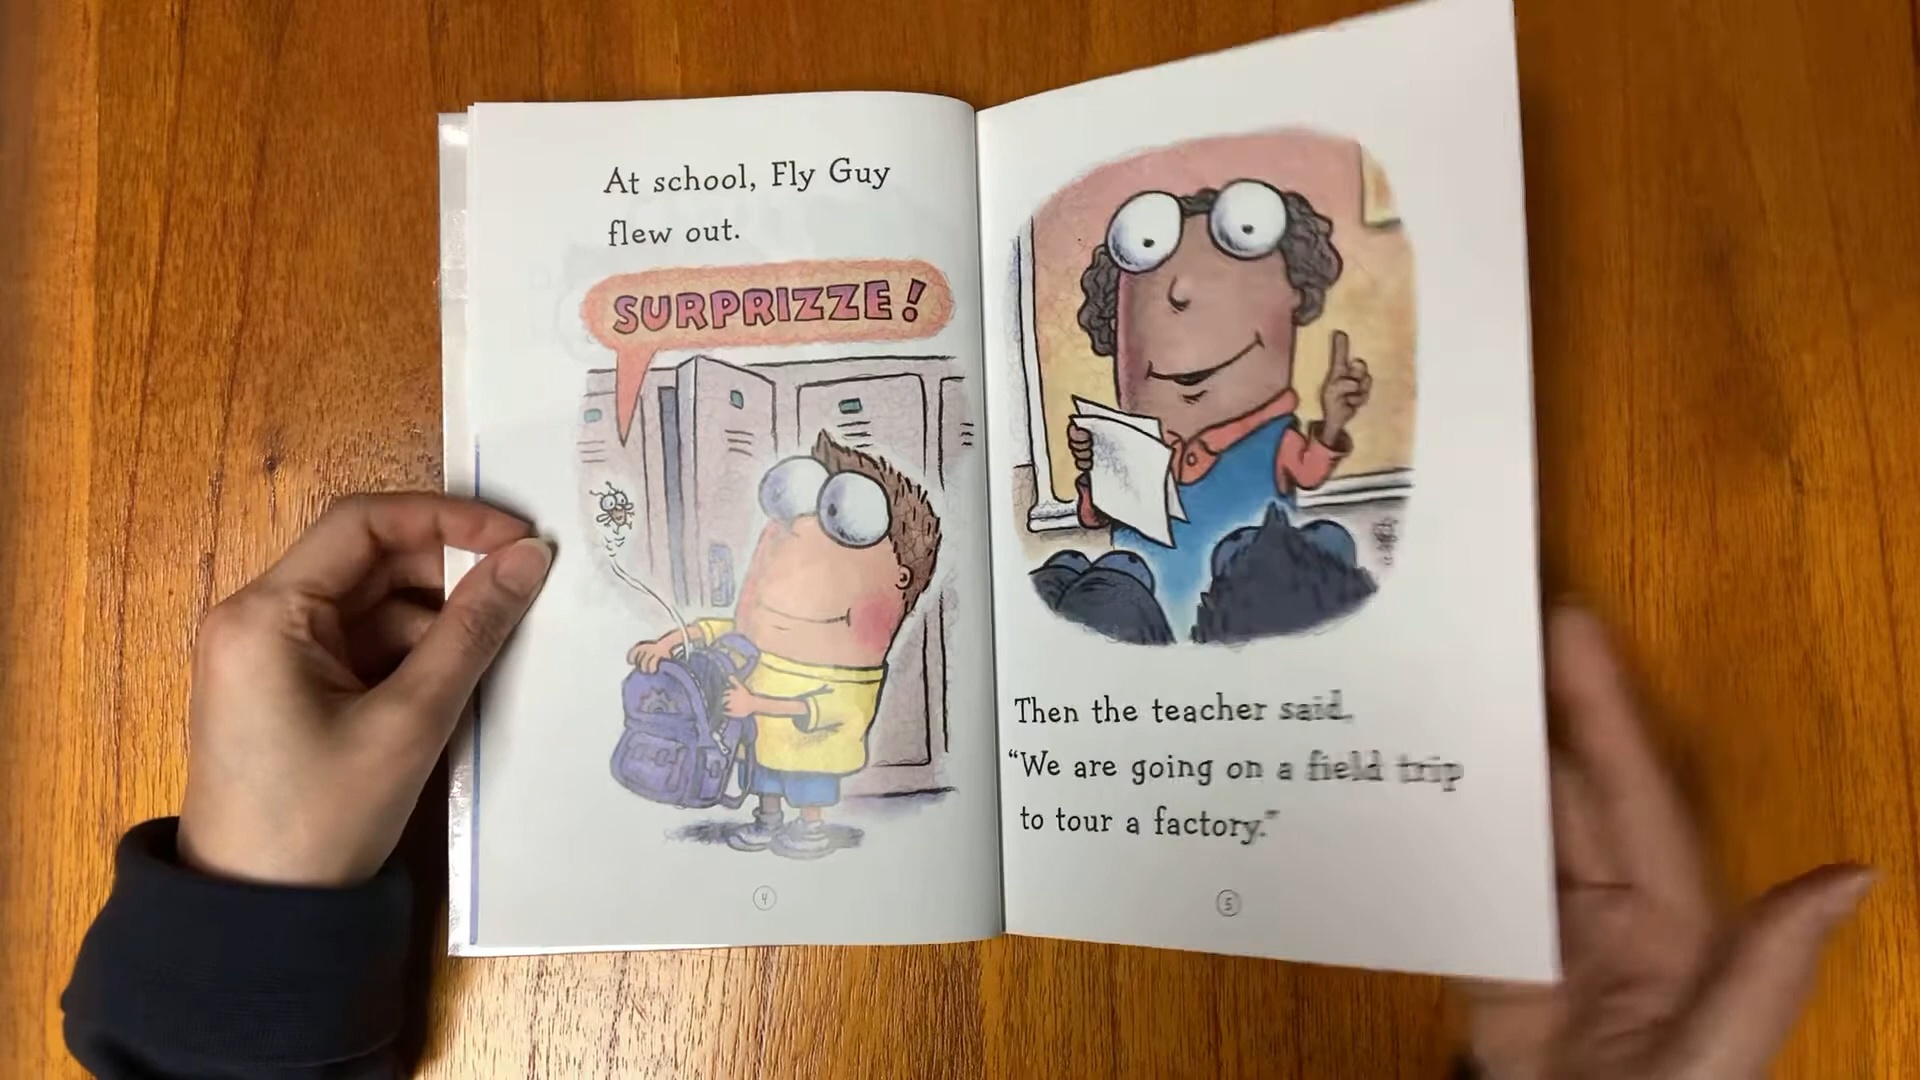 At school, Fly Guy
flew out.
SURPRIZZE!
4
Then the teacher said,
“We are going on a field trip
to tour a factory.”
5